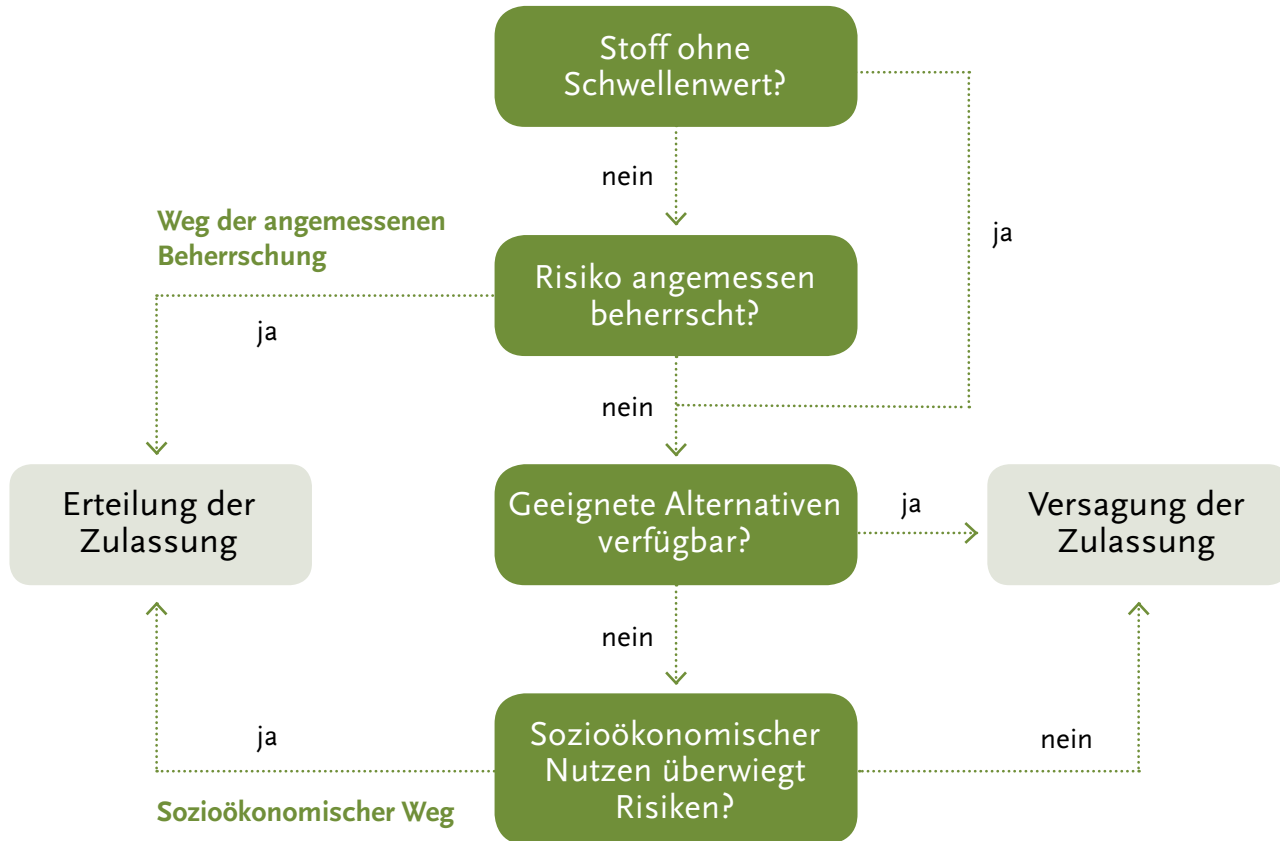 Stoff ohne
Schwellenwert?
nein
ja
Weg der angemessenen
Beherrschung
Risiko angemessen
beherrscht?
ja
nein
Erteilung der
Zulassung
Geeignete Alternativen
verfügbar?
ja
Versagung der
Zulassung
nein
ja
Sozioökonomischer
Nutzen überwiegt
Risiken?
nein
Sozioökonomischer Weg